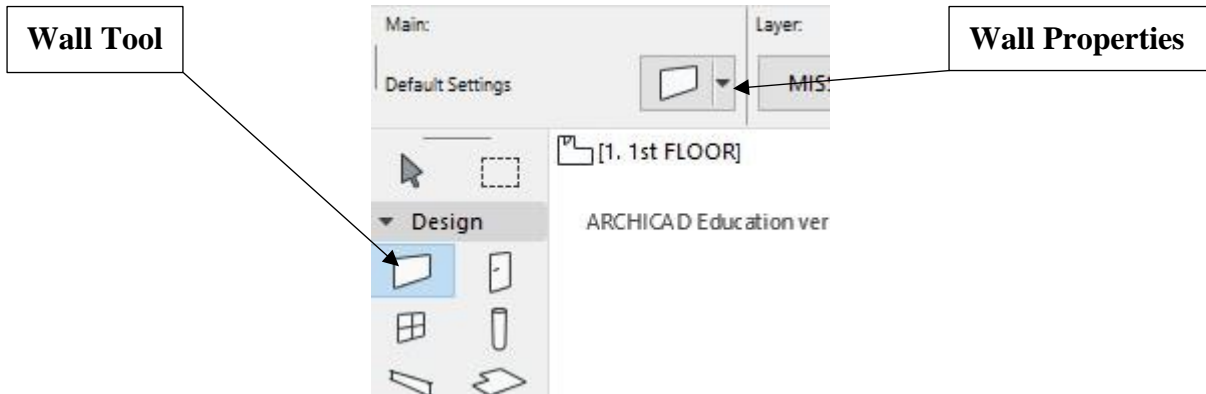 Wall Tool
Main:
Layer:
Wall Properties
Default Settings
[1. 1st FLOOR]
Design
ARCHICAD Education ver